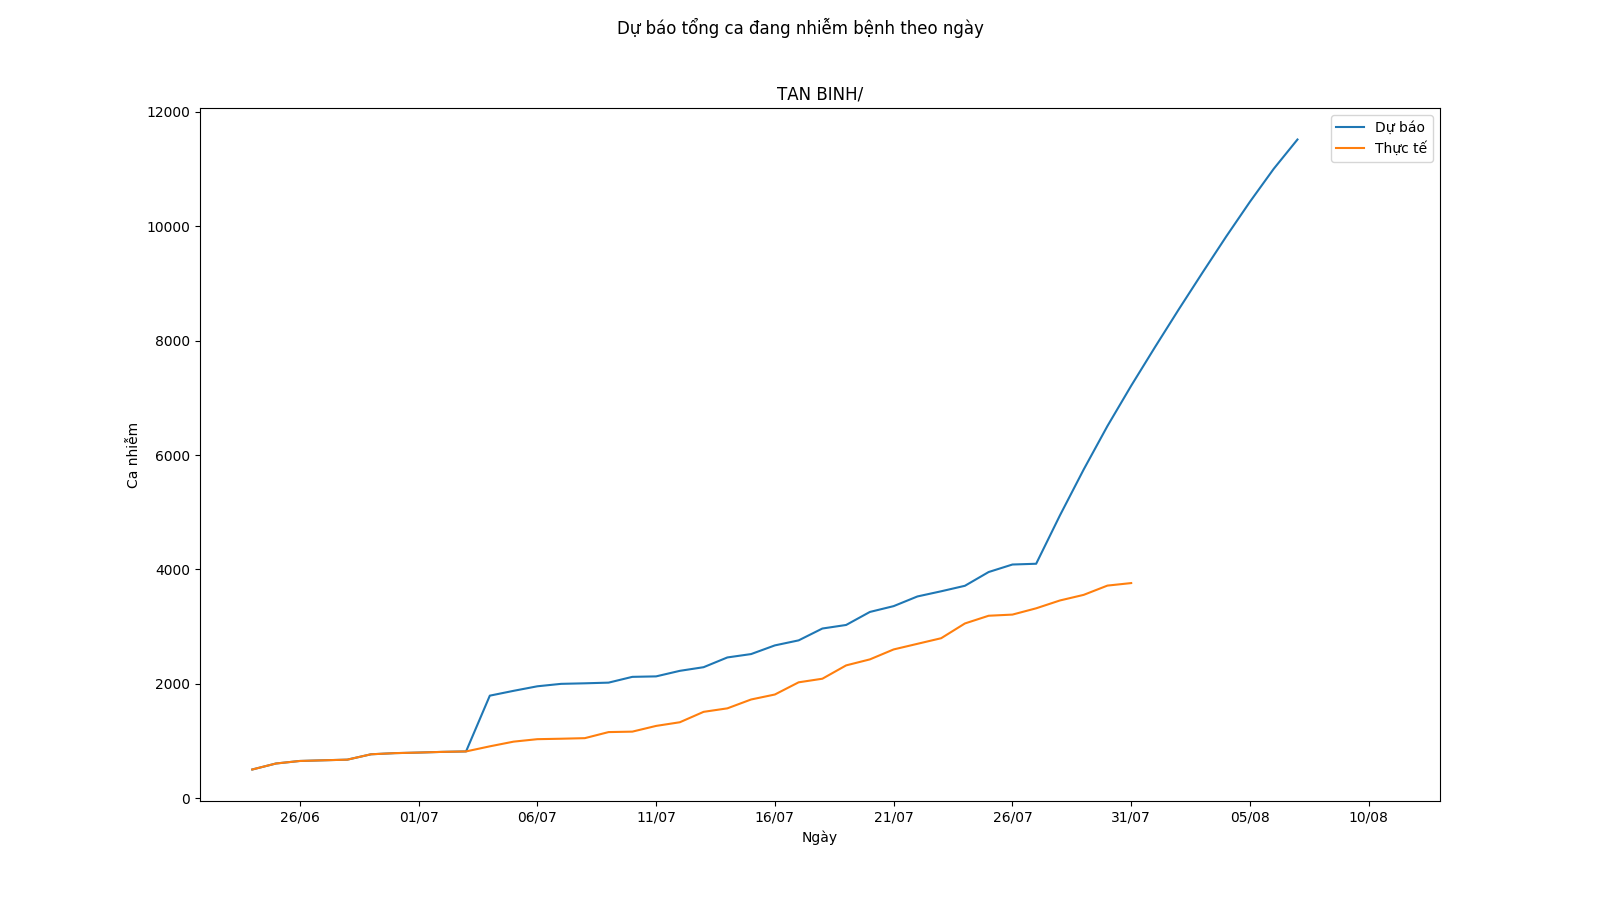 Dự báo tổng ca đang nhiễm bệnh theo ngày
TAN BINH/
12000
10000
8000
6000
4000
2000
0
Ca nhiễm
Dự báo
Thực tế
26/06 01/07 06/07 11/07 16/07 21/07 26/07 31/07 05/08 10/08
Ngày